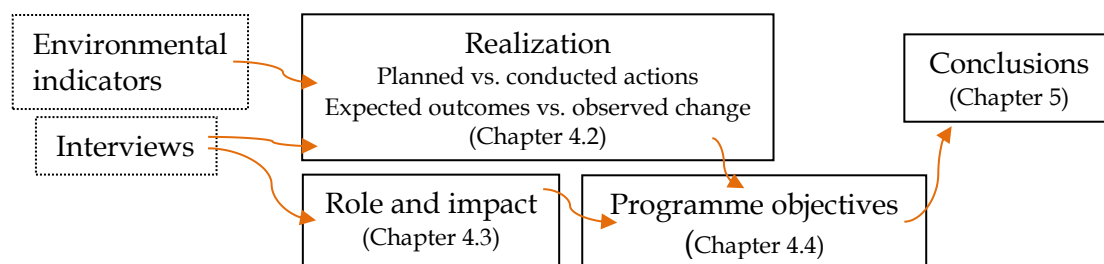 Environmental
indicators
Interviews
Realization
Planned vs. conducted actions
Expected outcomes vs. observed change
(Chapter 4.2)
Role and impact
(Chapter 4.3)
Programme objectives
(Chapter 4.4)
Conclusions
(Chapter 5)